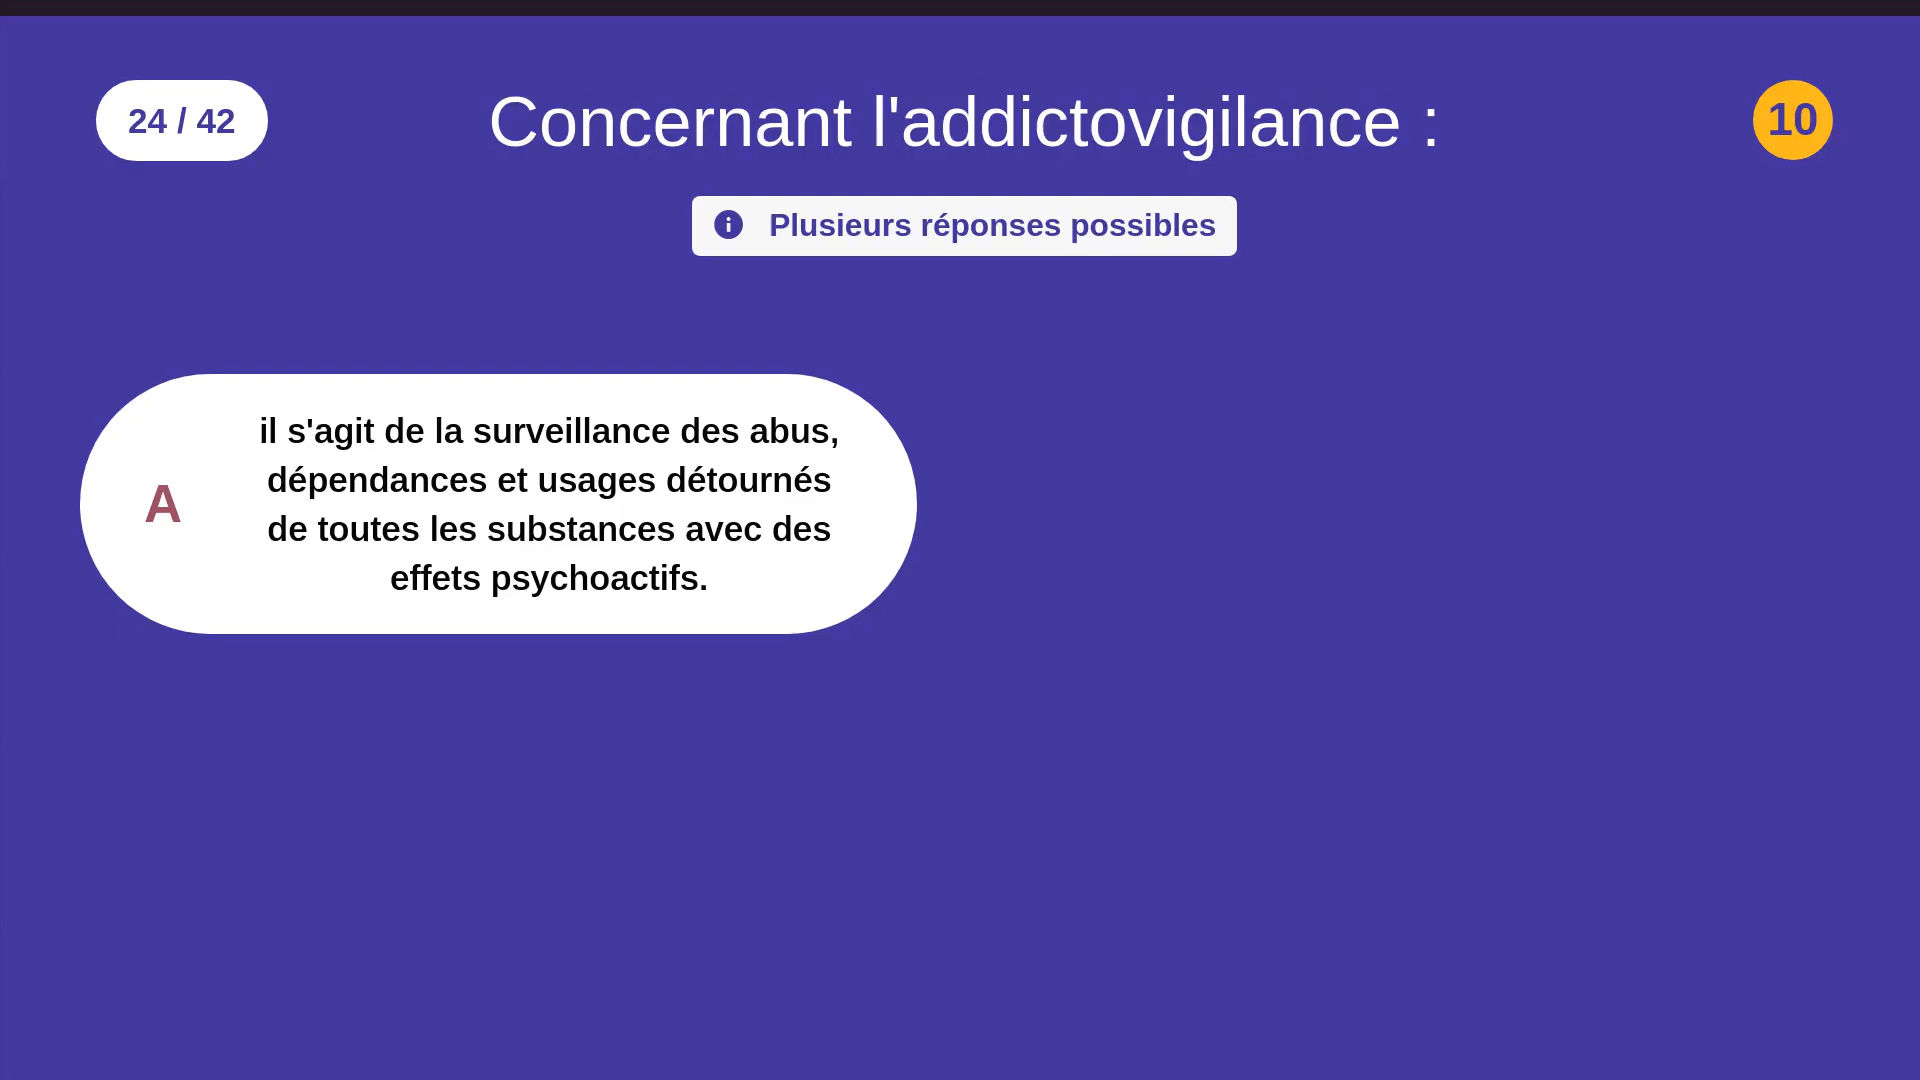 24 / 42
Concernant l'addictovigilance :
10
Plusieurs réponses possibles
A
il s'agit de la surveillance des abus,
dépendances et usages détournés
de toutes les substances avec des
effets psychoactifs.